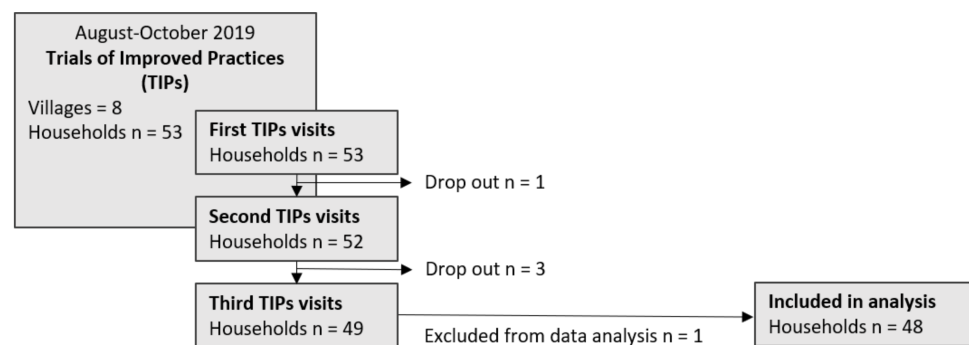 August-October 2019
Trials of Improved Practices
(TIPs)
Villages = 8
Households n = 53
First TIPs visits
Households n = 53
Drop out n = 1
Second TIPs visits
Households n = 52
Drop out n = 3
Third TIPs visits
Households n = 49
Excluded from data analysis n = 1
Included in analysis
Households n = 48